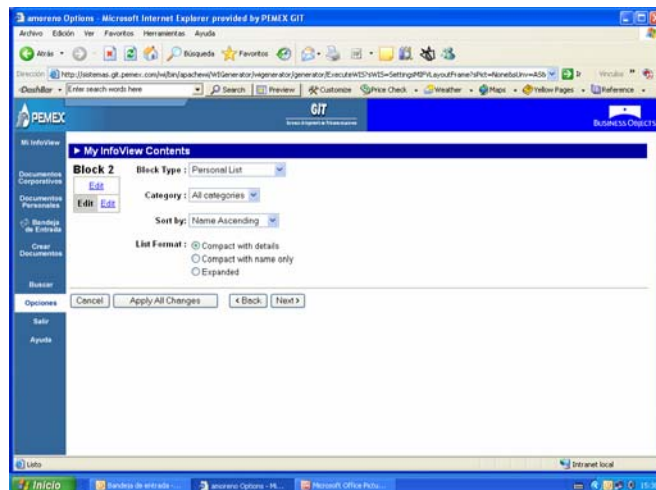 amoreno Options - Microsoft Internet Explorer provided by PEMEX GIT
Archivo Edición Ver Favoritos Herramientas Ayuda
Atrás Búsqueda Favoritos
Dirección Ir Vínculos
DashBar Enter search words here Search Preview Customize Price Check Weather Maps Yellow Pages Reference
PEMEX GIT BUSINESS OBJECTS
Mi InfoView
My InfoView Contents
Documentos Corporativos
Documentos Personales
Bandeja de Entrada
Crear Documentos
Buscar
Opciones
Salir
Ayuda
Block 2
Edit
Edit Edit
Block Type : Personal List
Category : All categories
Sort by: Name Ascending
List Format : Compact with details
Compact with name only
Expanded
Cancel Apply All Changes < Back Next >
Listo Intranet local
Inicio Bandeja de entrada -... amoreno Options - Mi... Microsoft Office Pictu...